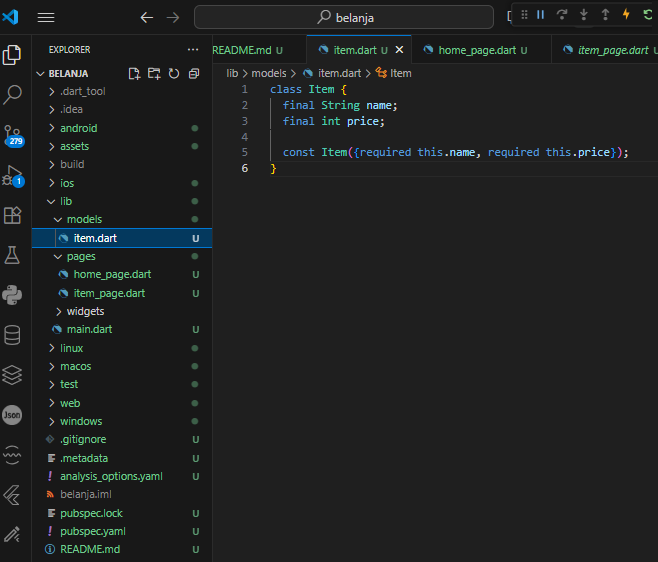 belanja
EXPLORER
···
README.md U
item.dart U
home_page.dart U
item_page.dart U
BELANJA
lib > models > item.dart > Item
.dart_tool
.idea
android
assets
build
ios
lib
models
item.dart U
pages
home_page.dart U
item_page.dart U
widgets
main.dart U
linux
macos
test
web
windows
.gitignore U
.metadata U
analysis_options.yaml U
belanja.iml
pubspec.lock U
pubspec.yaml U
README.md U
279
1
Json
1 class Item {
2 final String name;
3 final int price;
4
5 const Item({required this.name, required this.price});
6 }